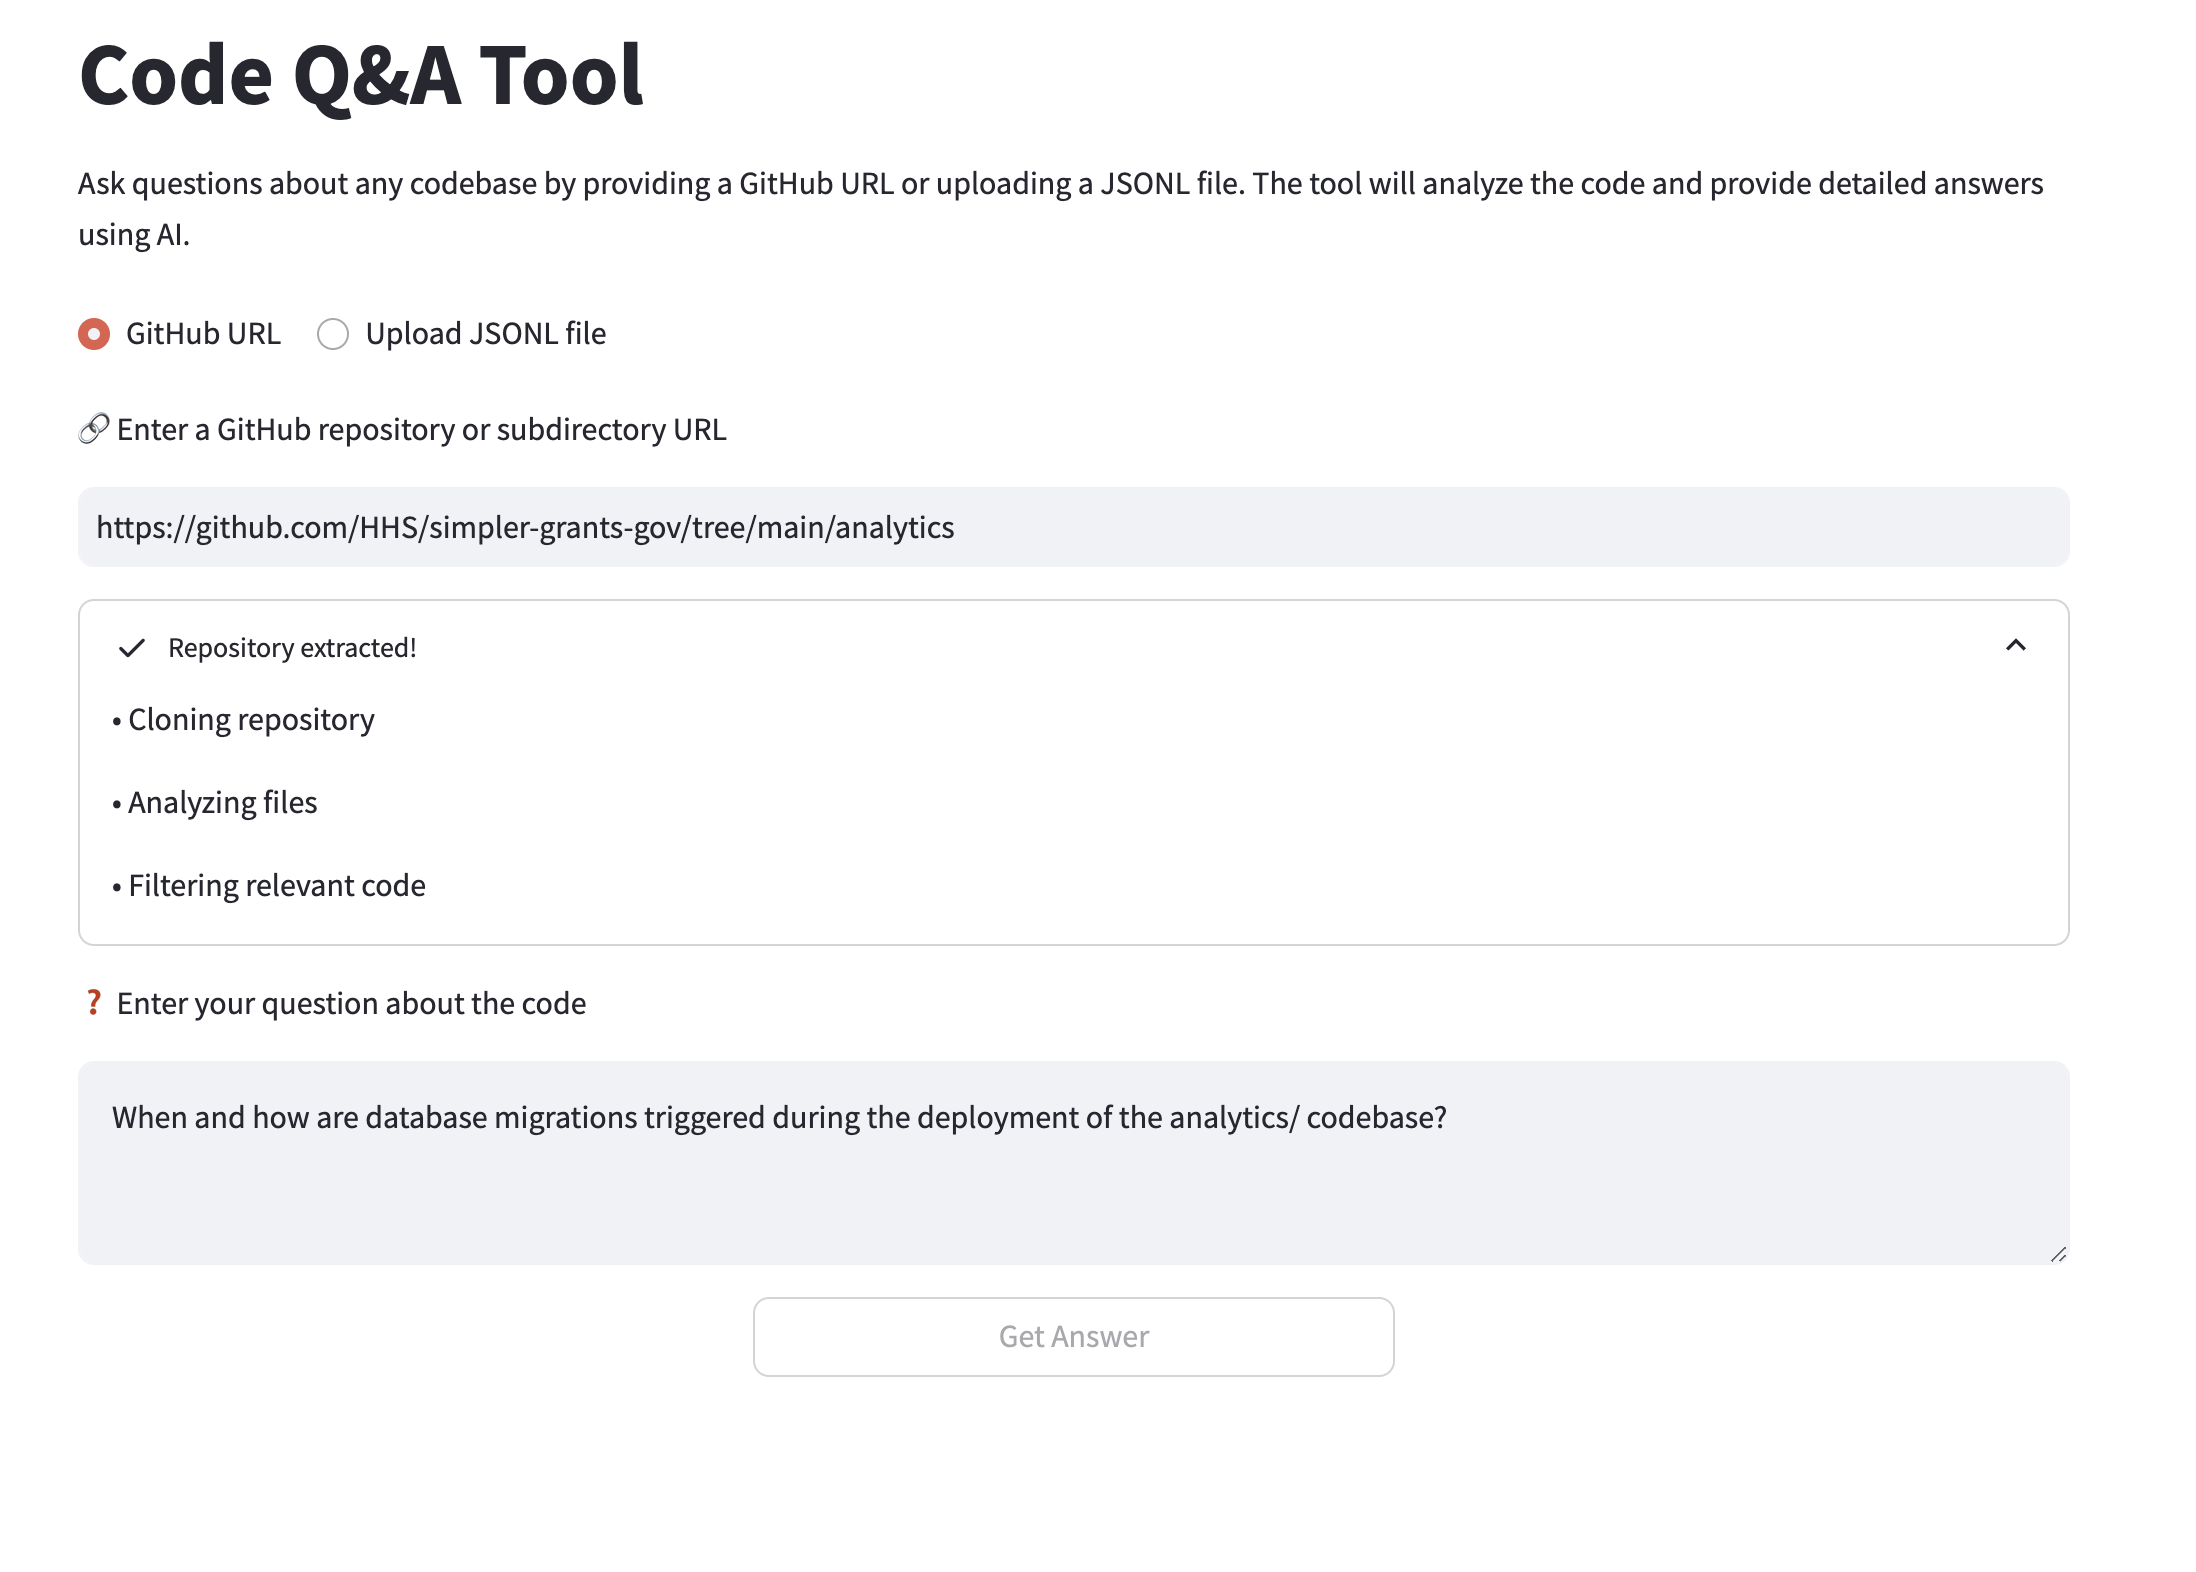 Code Q&A Tool
Ask questions about any codebase by providing a GitHub URL or uploading a JSONL file. The tool will analyze the code and provide detailed answers
using AI.
GitHub URL Upload JSONL file
🔗 Enter a GitHub repository or subdirectory URL
https://github.com/HHS/simpler-grants-gov/tree/main/analytics
Repository extracted!
• Cloning repository
• Analyzing files
• Filtering relevant code
❓ Enter your question about the code
When and how are database migrations triggered during the deployment of the analytics/ codebase?
Get Answer